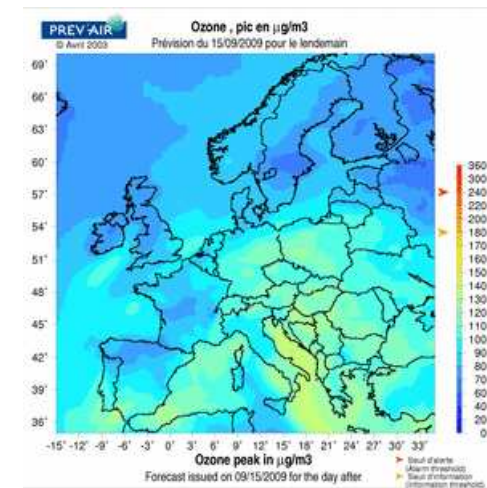 PREV'AIR
© Avril 2003
Ozone , pic en µg/m3
Prévision du 15/09/2009 pour le lendemain
69°
66°
63°
60°
57°
54°
51°
48°
45°
42°
39°
36°
-15° -12° -9° -6° -3° 0° 3° 6° 9° 12° 15° 18° 21° 24° 27° 30° 33°
360
300
240
220
200
180
160
150
140
130
120
110
100
90
80
70
60
40
20
0
Ozone peak in µg/m3
Forecast issued on 09/15/2009 for the day after
Seuil d'alerte
(Alarm threshold)
Seuil d'information
(Information threshold)